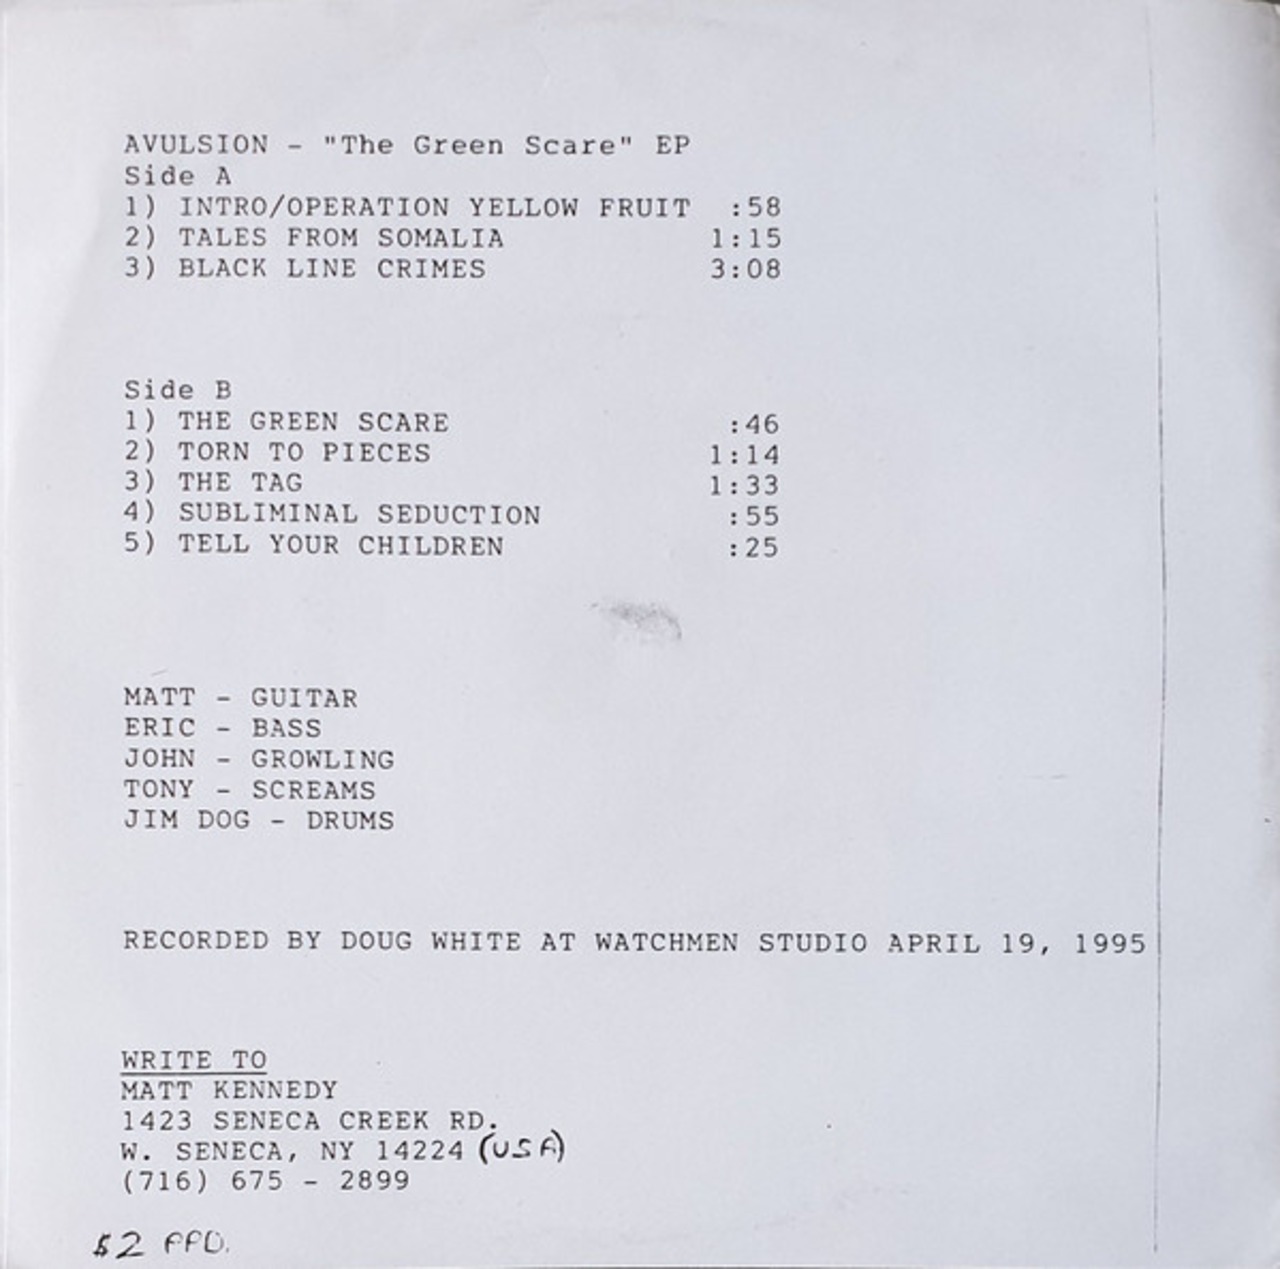 AVULSION - "The Green Scare" EP
Side A
1) INTRO/OPERATION YELLOW FRUIT :58
2) TALES FROM SOMALIA 1:15
3) BLACK LINE CRIMES 3:08
Side B
1) THE GREEN SCARE :46
2) TORN TO PIECES 1:14
3) THE TAG 1:33
4) SUBLIMINAL SEDUCTION :55
5) TELL YOUR CHILDREN :25
MATT - GUITAR
ERIC - BASS
JOHN - GROWLING
TONY - SCREAMS
JIM DOG - DRUMS
RECORDED BY DOUG WHITE AT WATCHMEN STUDIO APRIL 19, 1995
WRITE TO
MATT KENNEDY
1423 SENECA CREEK RD.
W. SENECA, NY 14224 (USA)
(716) 675 - 2899
$2 PPD.